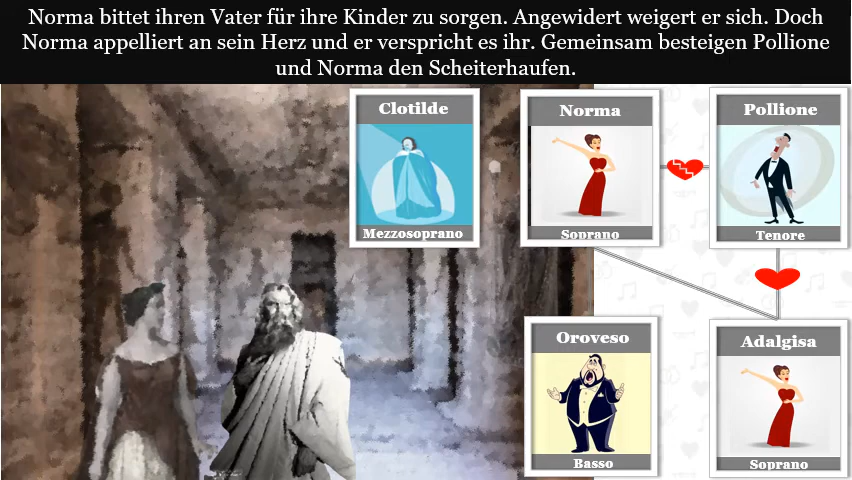 Norma bittet ihren Vater für ihre Kinder zu sorgen. Angewidert weigert er sich. Doch
Norma appelliert an sein Herz und er verspricht es ihr. Gemeinsam besteigen Pollione
und Norma den Scheiterhaufen.
Clotilde
Mezzosoprano
Norma
Soprano
Pollione
Tenore
Oroveso
Basso
Adalgisa
Soprano